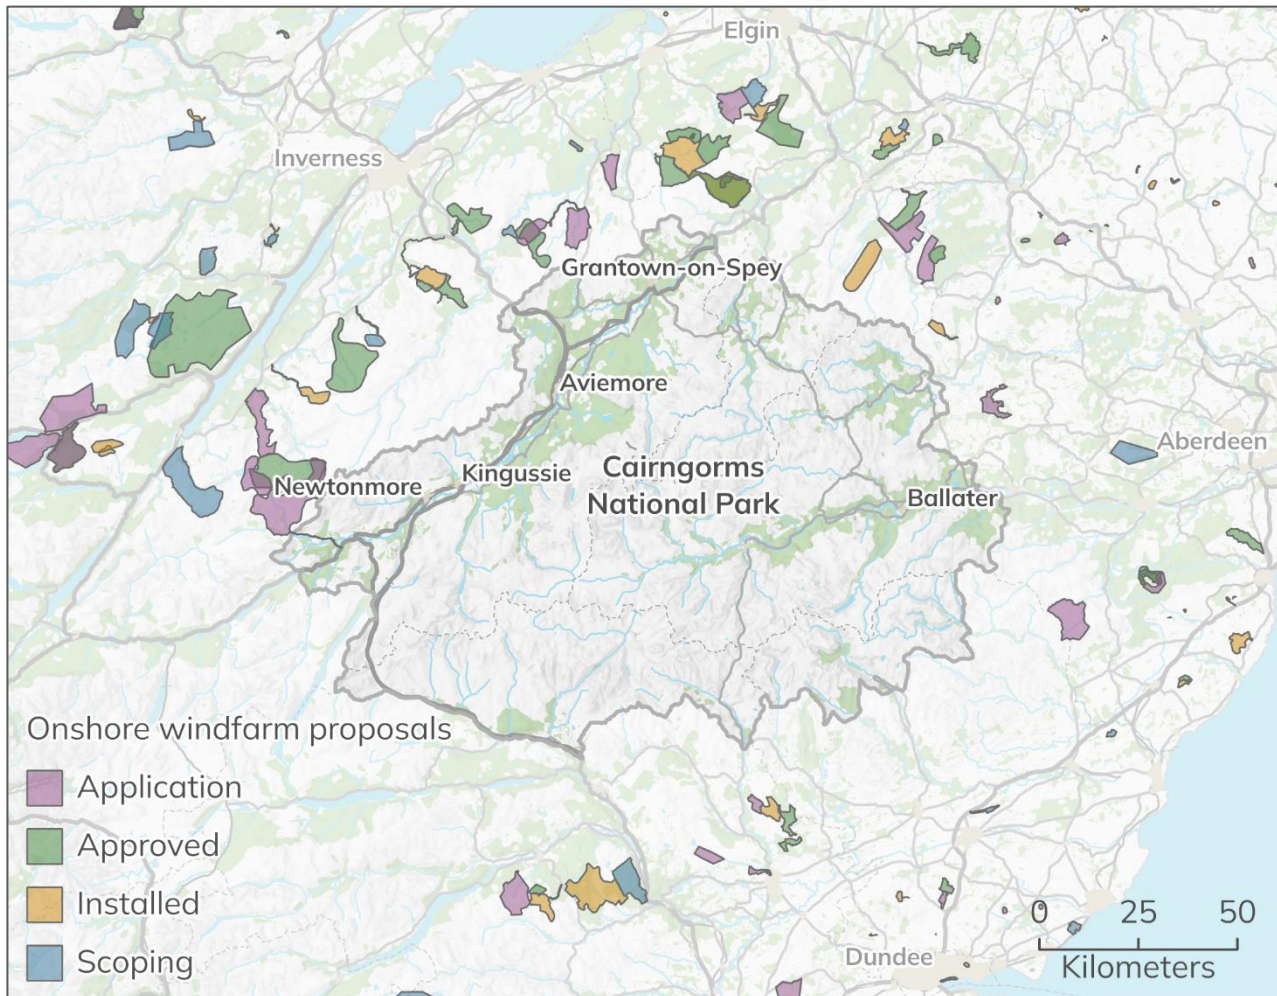 Elgin
Inverness
Grantown-on-Spey
Aviemore
Aberdeen
Cairngorms
National Park
Kingussie
Newtonmore
Ballater
Onshore windfarm proposals
Application
Approved
Installed
Scoping
0 25 50
Kilometers
Dundee